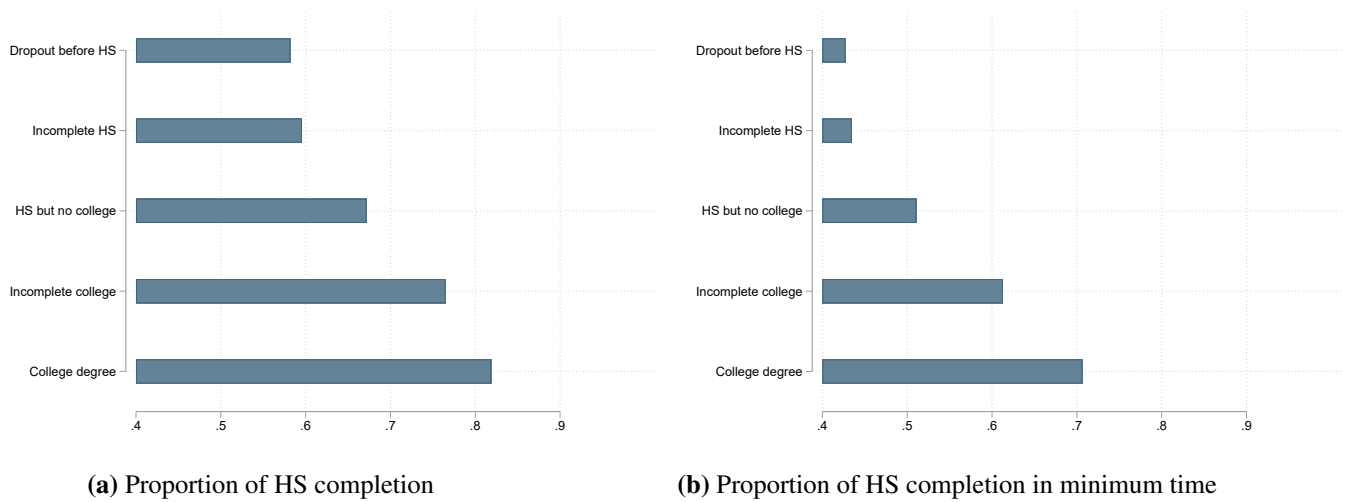 Dropout before HS
Incomplete HS
HS but no college
Incomplete college
College degree
.4 .5 .6 .7 .8 .9
(a) Proportion of HS completion
Dropout before HS
Incomplete HS
HS but no college
Incomplete college
College degree
.4 .5 .6 .7 .8 .9
(b) Proportion of HS completion in minimum time